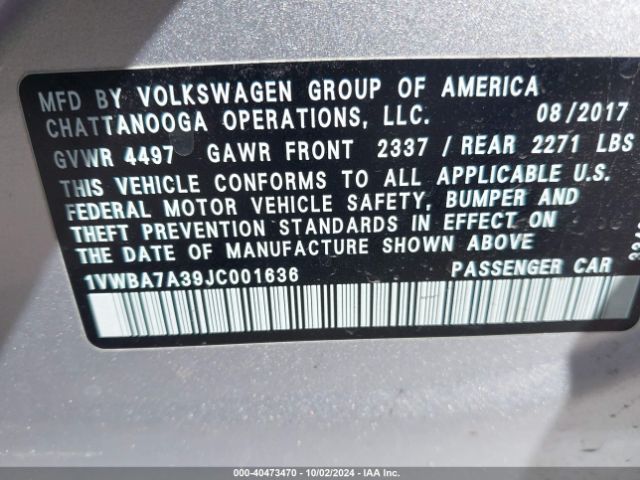 MFD BY VOLKSWAGEN GROUP OF AMERICA
CHATTANOOGA OPERATIONS, LLC. 08/2017
GVWR 4497 GAWR FRONT 2337 / REAR 2271 LBS
THIS VEHICLE CONFORMS TO ALL APPLICABLE U.S.
FEDERAL MOTOR VEHICLE SAFETY, BUMPER AND
THEFT PREVENTION STANDARDS IN EFFECT ON
THE DATE OF MANUFACTURE SHOWN ABOVE
1VWBA7A39JC001636 PASSENGER CAR
000-40473470 - 10/02/2024 - IAA Inc.